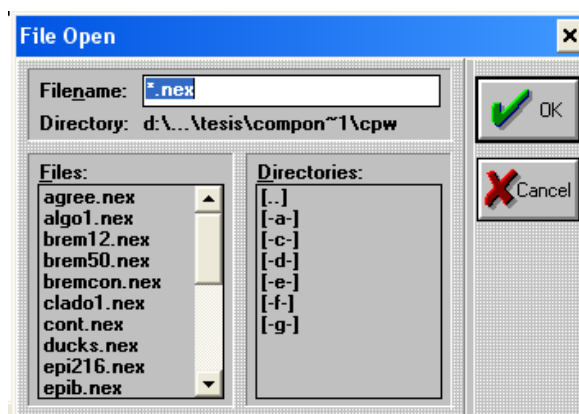 File Open
Filename: *.nex
Directory: d:\...\tesis\compon~1\cpw
OK
Cancel
Files:
agree.nex
algo1.nex
brem12.nex
brem50.nex
bremcon.nex
clado1.nex
cont.nex
ducks.nex
epi216.nex
epib.nex
Directories:
[..]
[-a-]
[-c-]
[-d-]
[-e-]
[-f-]
[-g-]